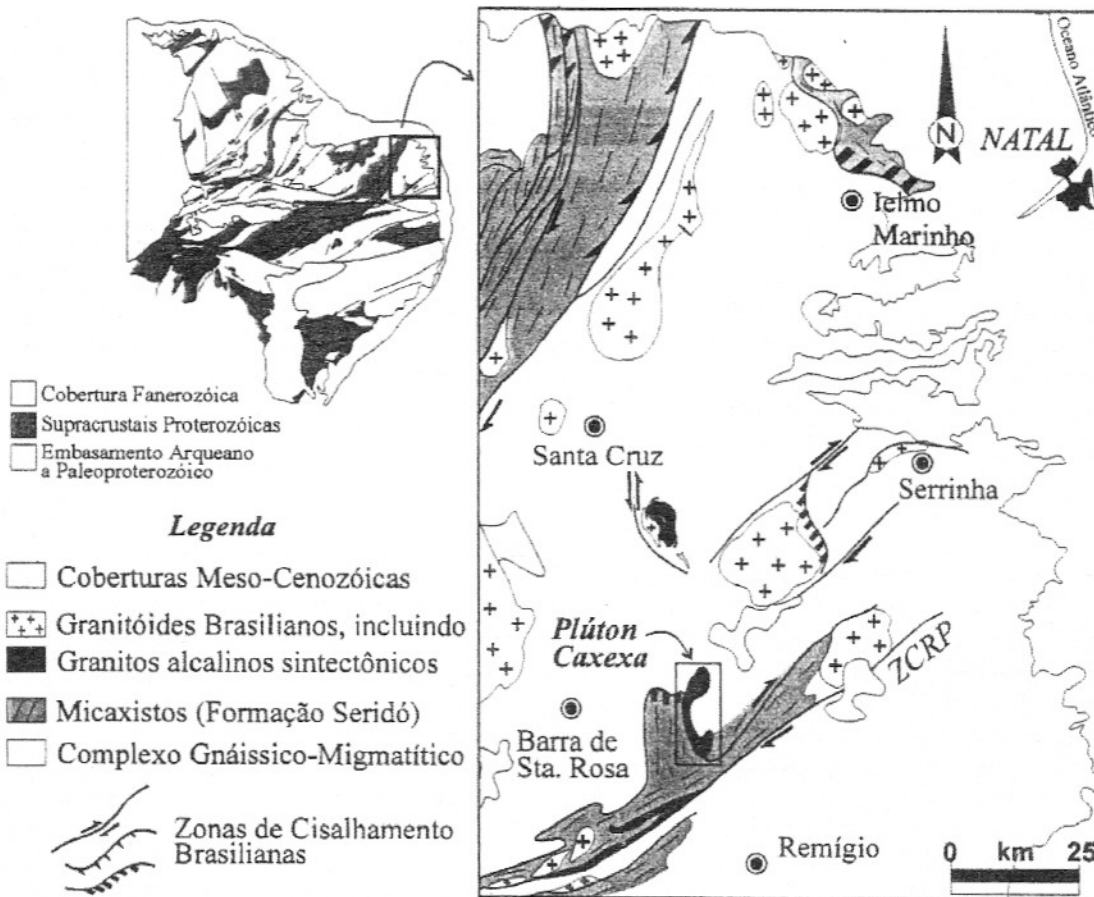 Cobertura Fanerozóica
Supracrustais Proterozóicas
Embasamento Arqueano
a Paleoproterozóico
Legenda
Coberturas Meso-Cenozóicas
Granitóides Brasilianos, incluindo
Granitos alcalinos sintectônicos
Micaxistos (Formação Seridó)
Complexo Gnáissico-Migmatítico
Zonas de Cisalhamento
Brasilianas
Oceano Atlântico
N
NATAL
Ielmo
Marinho
Santa Cruz
Serrinha
Plúton
Caxexa
ZCRP
Barra de
Sta. Rosa
Remígio
0 km 25